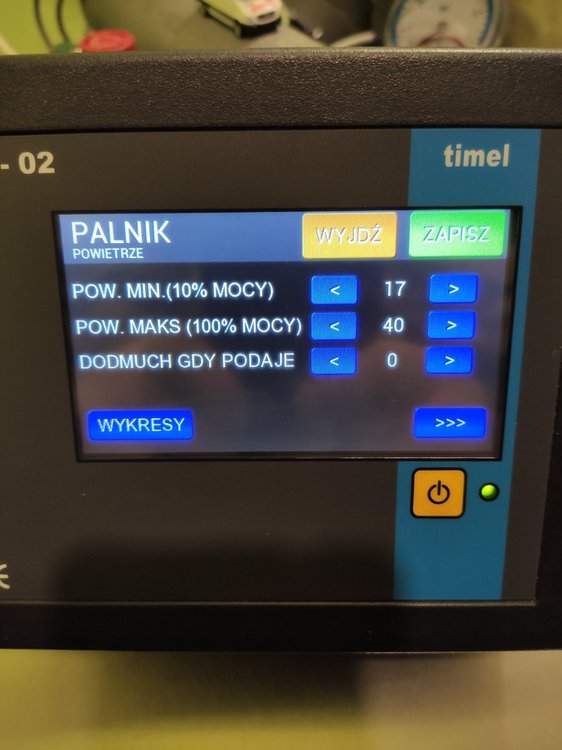 - 02
timel
PALNIK
POWIETRZE
WYJDŹ
ZAPISZ
POW. MIN.(10% MOCY) < 17 >
POW. MAKS (100% MOCY) < 40 >
DODMUCH GDY PODAJE < 0 >
WYKRESY
>>>